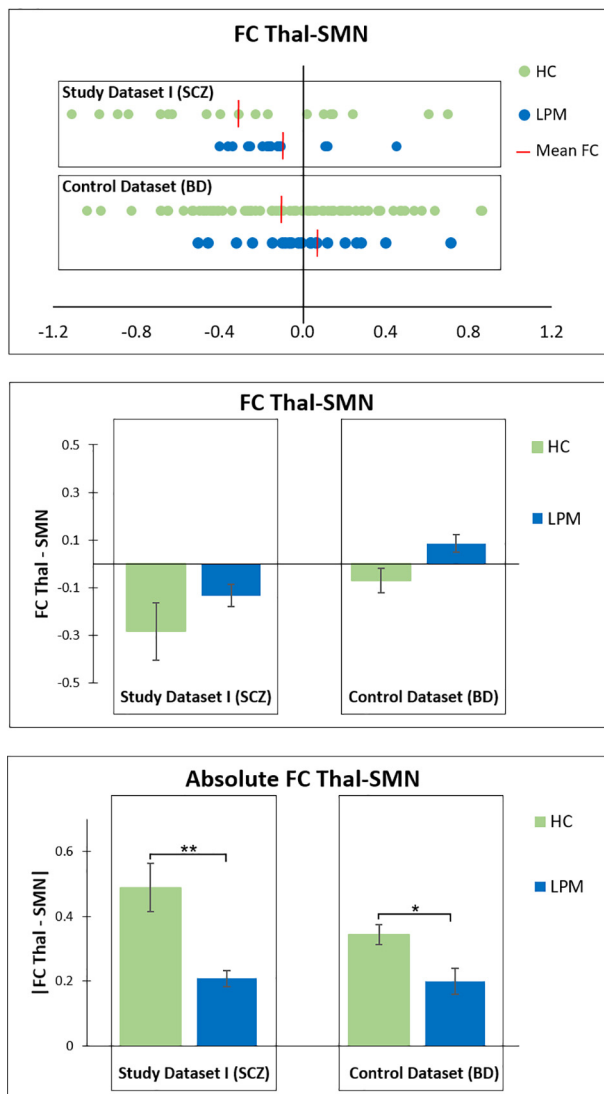 FC Thal-SMN
HC
LPM
Mean FC
Study Dataset I (SCZ)
Control Dataset (BD)
-1.2 -0.8 -0.4 0.0 0.4 0.8 1.2
FC Thal-SMN
HC
LPM
FC Thal - SMN
0.5
0.3
0.1
-0.1
-0.3
-0.5
Study Dataset I (SCZ) Control Dataset (BD)
Absolute FC Thal-SMN
HC
LPM
|FC Thal - SMN|
0.6
0.4
0.2
0
**
*
Study Dataset I (SCZ) Control Dataset (BD)